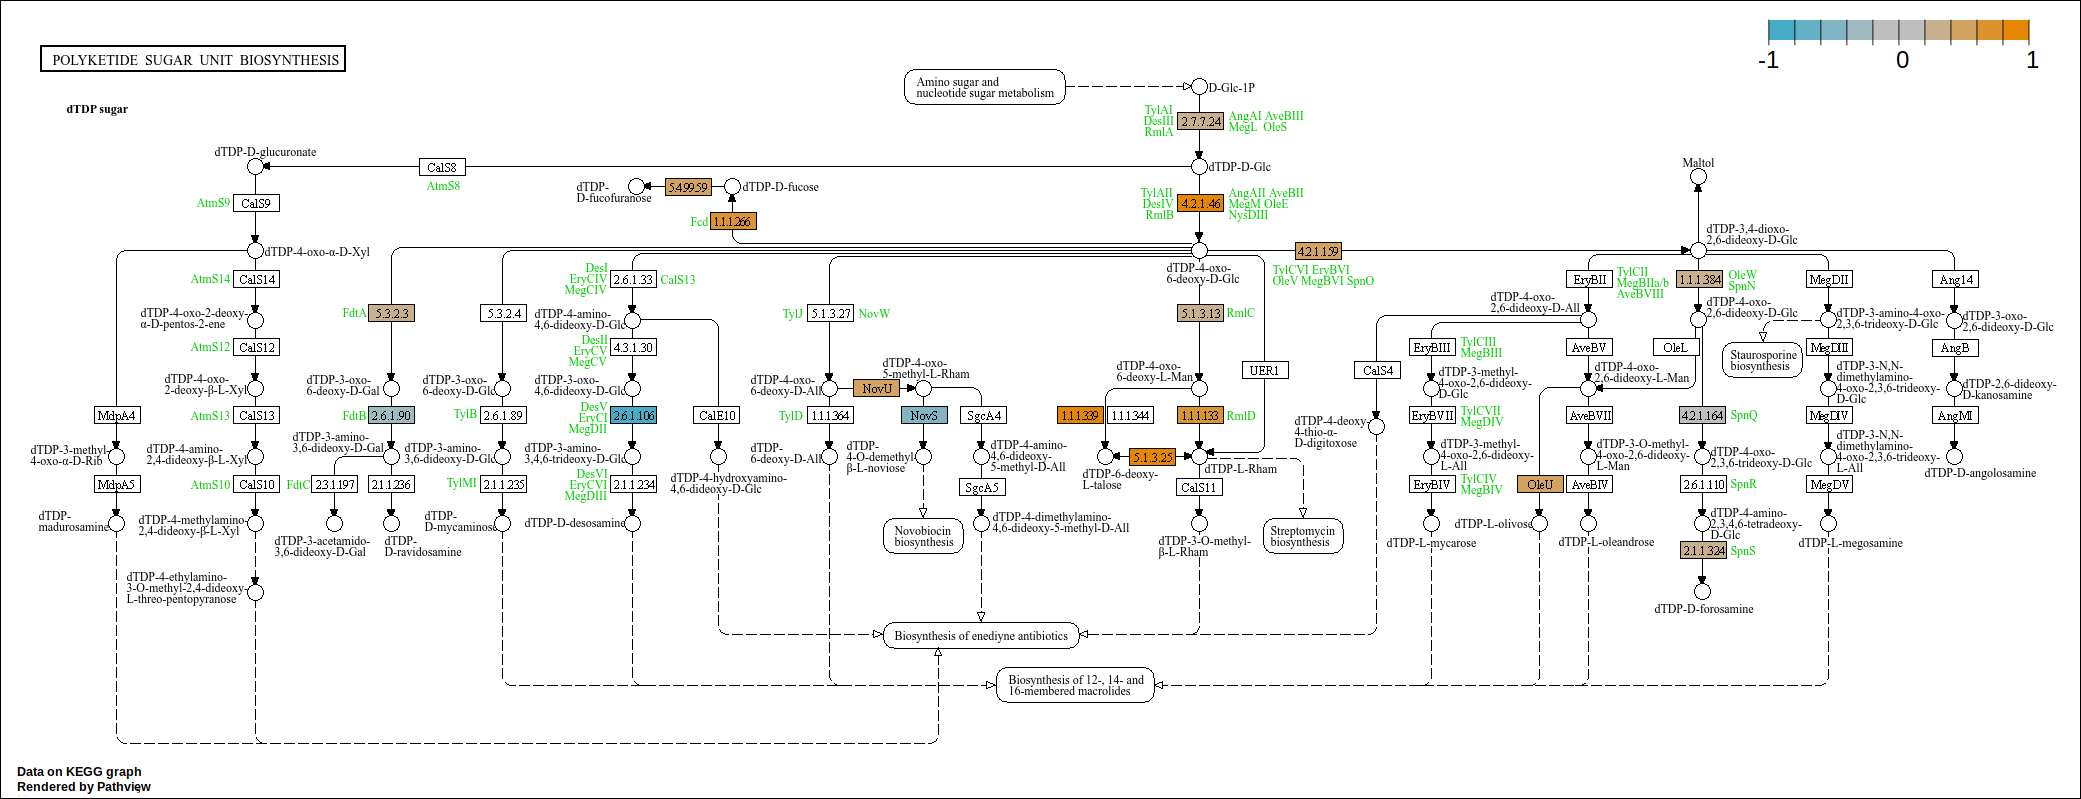 POLYKETIDE SUGAR UNIT BIOSYNTHESIS
-1
0
1
dTDP sugar
Amino sugar and
nucleotide sugar metabolism
D-Glc-1P
TylAI
DesIII
RmlA
2.7.7.24
AngAI AveBIII
MegL OleS
dTDP-D-glucuronate
CalS8
AtmS8
dTDP-D-Glc
Maltol
dTDP-
D-fucofuranose
5.4.99.59
dTDP-D-fucose
Fcd
1.1.1.266
TylAII
DesIV
RmlB
4.2.1.46
AngAII AveBII
MegM OleE
NysDIII
AtmS9
CalS9
dTDP-4-oxo-α-D-Xyl
dTDP-4-oxo-
6-deoxy-D-Glc
4.2.1.159
TylCVI EryBVI
OleV MegBVI SpnO
dTDP-3,4-dioxo-
2,6-dideoxy-D-Glc
AtmS14
CalS14
DesI
EryCIV
MegCIV
2.6.1.33
CalS13
EryBII
TylCII
MegBIIa/b
AveBVIII
1.1.1.384
OleW
SpnN
MegDII
Ang14
dTDP-4-oxo-2-deoxy-
α-D-pentos-2-ene
FdtA
5.3.2.3
5.3.2.4
dTDP-4-amino-
4,6-dideoxy-D-Glc
TylJ
5.1.3.27
NovW
5.1.3.13
RmlC
dTDP-4-oxo-
2,6-dideoxy-D-All
dTDP-4-oxo-
2,6-dideoxy-D-Glc
dTDP-3-amino-4-oxo-
2,3,6-trideoxy-D-Glc
dTDP-3-oxo-
2,6-dideoxy-D-Glc
AtmS12
CalS12
DesII
EryCV
MegCV
4.3.1.30
EryBIII
TylCIII
MegBIII
AveBV
OleL
Staurosporine
biosynthesis
MegDIII
AngB
dTDP-4-oxo-
2-deoxy-β-L-Xyl
dTDP-3-oxo-
6-deoxy-D-Gal
dTDP-3-oxo-
6-deoxy-D-Glc
dTDP-3-oxo-
4,6-dideoxy-D-Glc
dTDP-4-oxo-
6-deoxy-D-All
NovU
dTDP-4-oxo-
5-methyl-L-Rham
dTDP-4-oxo-
6-deoxy-L-Man
UER1
CalS4
dTDP-3-methyl-
4-oxo-2,6-dideoxy-
D-Glc
dTDP-4-oxo-
2,6-dideoxy-L-Man
dTDP-3-N,N-
dimethylamino-
4-oxo-2,3,6-trideoxy-
D-Glc
dTDP-2,6-dideoxy-
D-kanosamine
MdpA4
AtmS13
CalS13
FdtB
2.6.1.90
TylB
2.6.1.89
DesV
EryCI
MegDII
2.6.1.106
CalE10
TylD
1.1.1.364
NovS
SgcA4
1.1.1.339
1.1.1.344
1.1.1.133
RmlD
dTDP-4-deoxy-
4-thio-α-
D-digitoxose
EryBVII
TylCVII
MegDIV
AveBVII
4.2.1.164
SpnQ
MegDIV
AngMI
dTDP-3-methyl-
4-oxo-α-D-Rib
dTDP-4-amino-
2,4-dideoxy-β-L-Xyl
dTDP-3-amino-
3,6-dideoxy-D-Gal
dTDP-3-amino-
3,6-dideoxy-D-Glc
dTDP-3-amino-
3,4,6-trideoxy-D-Glc
dTDP-4-hydroxyamino-
4,6-dideoxy-D-Glc
dTDP-
6-deoxy-D-All
dTDP-
4-O-demethyl-
β-L-noviose
dTDP-4-amino-
4,6-dideoxy-
5-methyl-D-All
dTDP-6-deoxy-
L-talose
5.1.3.25
dTDP-L-Rham
dTDP-3-methyl-
4-oxo-2,6-dideoxy-
L-All
dTDP-3-O-methyl-
4-oxo-2,6-dideoxy-
L-Man
dTDP-4-oxo-
2,3,6-trideoxy-D-Glc
dTDP-3-N,N-
dimethylamino-
4-oxo-2,3,6-trideoxy-
L-All
dTDP-D-angolosamine
MdpA5
AtmS10
CalS10
FdtC
2.3.1.197
2.1.1.236
TylMI
2.1.1.235
DesVI
EryCVI
MegDIII
2.1.1.234
SgcA5
CalS11
EryBIV
TylCIV
MegBIV
OleU
AveBIV
2.6.1.110
SpnR
MegDV
dTDP-
madurosamine
dTDP-4-methylamino-
2,4-dideoxy-β-L-Xyl
dTDP-3-acetamido-
3,6-dideoxy-D-Gal
dTDP-
D-ravidosamine
dTDP-
D-mycaminose
dTDP-D-desosamine
Novobiocin
biosynthesis
dTDP-4-dimethylamino-
4,6-dideoxy-5-methyl-D-All
dTDP-3-O-methyl-
β-L-Rham
Streptomycin
biosynthesis
dTDP-L-mycarose
dTDP-L-olivose
dTDP-L-oleandrose
dTDP-4-amino-
2,3,4,6-tetradeoxy-
D-Glc
2.1.1.324
SpnS
dTDP-L-megosamine
dTDP-4-ethylamino-
3-O-methyl-2,4-dideoxy-
L-threo-pentopyranose
dTDP-D-forosamine
Biosynthesis of enediyne antibiotics
Biosynthesis of 12-, 14- and
16-membered macrolides
Data on KEGG graph
Rendered by Pathview